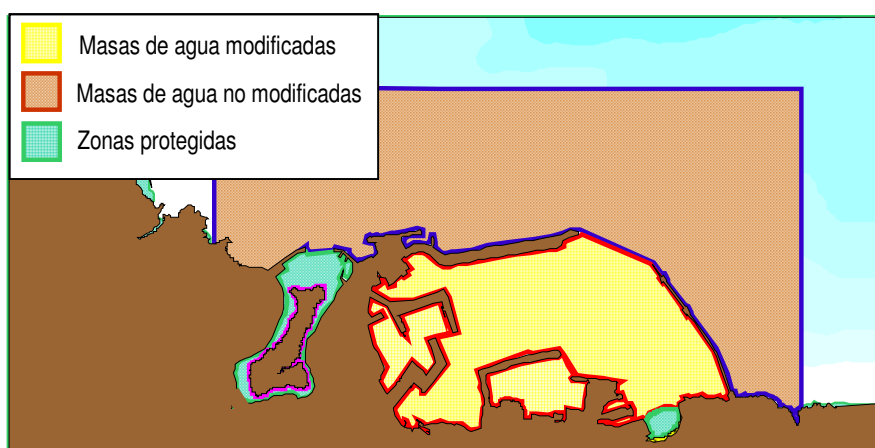 Masas de agua modificadas
Masas de agua no modificadas
Zonas protegidas